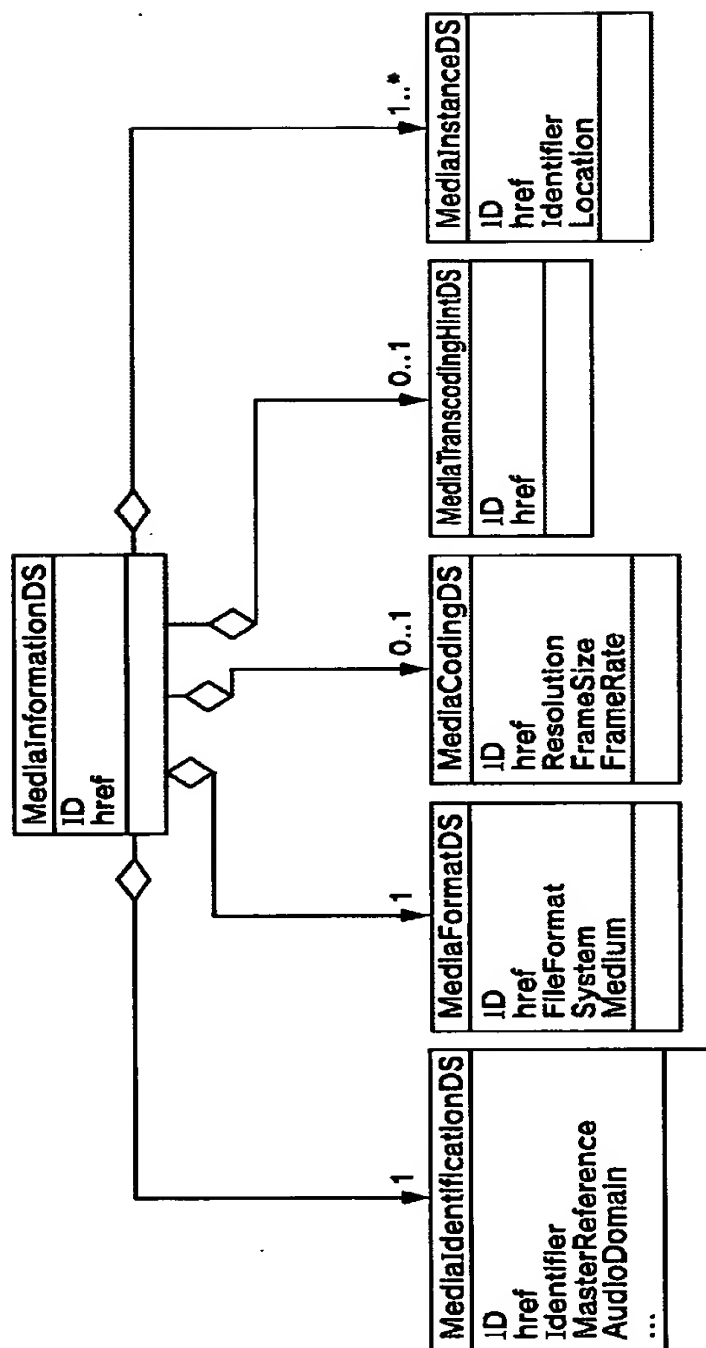 MediaInformationDS
ID
href
1
1
0..1
0..1
1..*
MediaIdentificationDS
ID
href
Identifier
MasterReference
AudioDomain
...
MediaFormatDS
ID
href
FileFormat
System
Medium
MediaCodingDS
ID
href
Resolution
FrameSize
FrameRate
MediaTranscodingHintDS
ID
href
MediaInstanceDS
ID
href
Identifier
Location